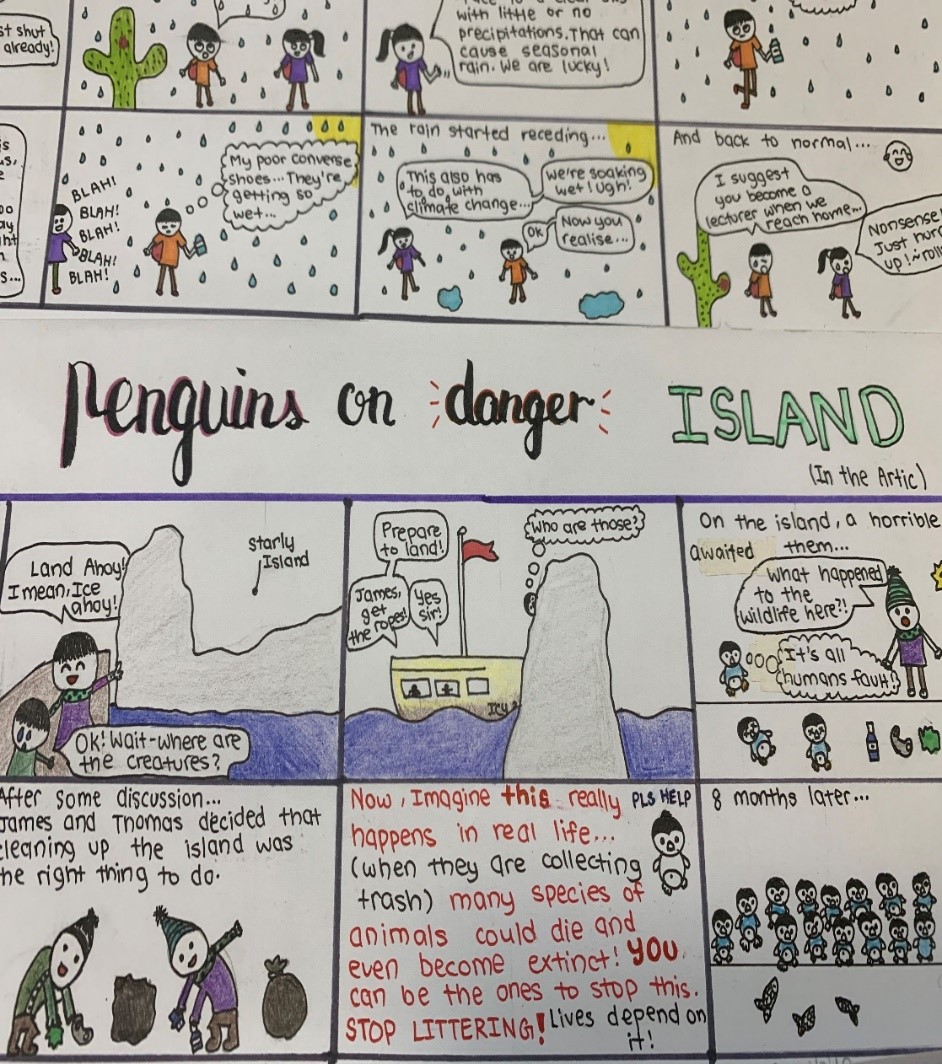 st shut
already!
with little or no
precipitations. That can
cause seasonal
rain. We are lucky!
is
us,
BLAH!
BLAH!
BLAH!
BLAH!
BLAH!
My poor converse
shoes... They're
getting so
wet...
The rain started receding...
This also has
to do with
climate change...
we're soaking
wet! Ugh!
OK
Now you
realise...
And back to normal...
I suggest
you become a
lecturer when we
reach home...
Nonsense!
Just hurr
up! ~roll
Penguins on danger ISLAND
(In the Artic)
Land Ahoy!
I mean, Ice
ahoy!
Starly
Island
OK! Wait-where are
the creatures?
Prepare
to land!
James,
get
the ropes!
Yes
sir!
Who are those?
Icy
On the island, a horrible
awaited them...
What happened
to the
wildlife here?!
It's all
humans fault!
After some discussion...
James and Thomas decided that
cleaning up the island was
the right thing to do.
Now, Imagine this really
happens in real life...
(when they are collecting
trash) many species of
animals could die and
even become extinct! YOU
can be the ones to stop this.
STOP LITTERING! Lives depend on
it!
PLS HELP
8 months later...